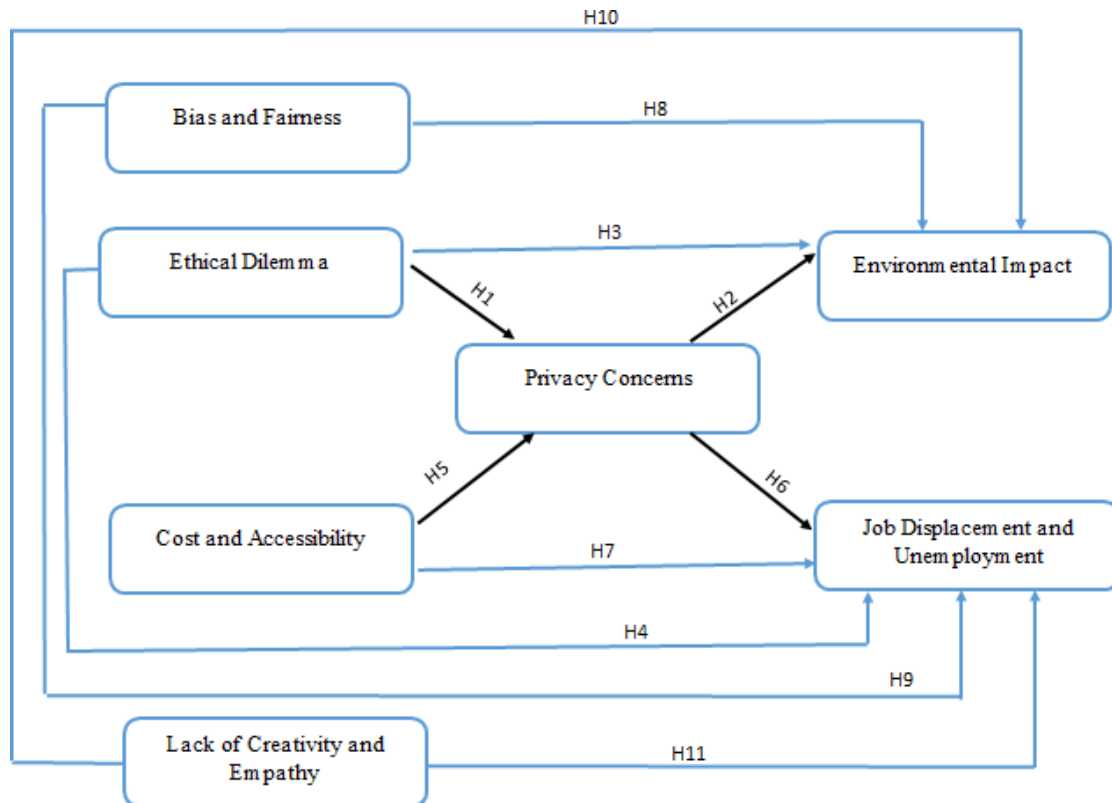 H10
Bias and Fairness
H8
Ethical Dilemma
H3
Environmental Impact
H1
H2
Privacy Concerns
H5
H6
Cost and Accessibility
H7
Job Displacement and
Unemployment
H4
H9
Lack of Creativity and
Empathy
H11